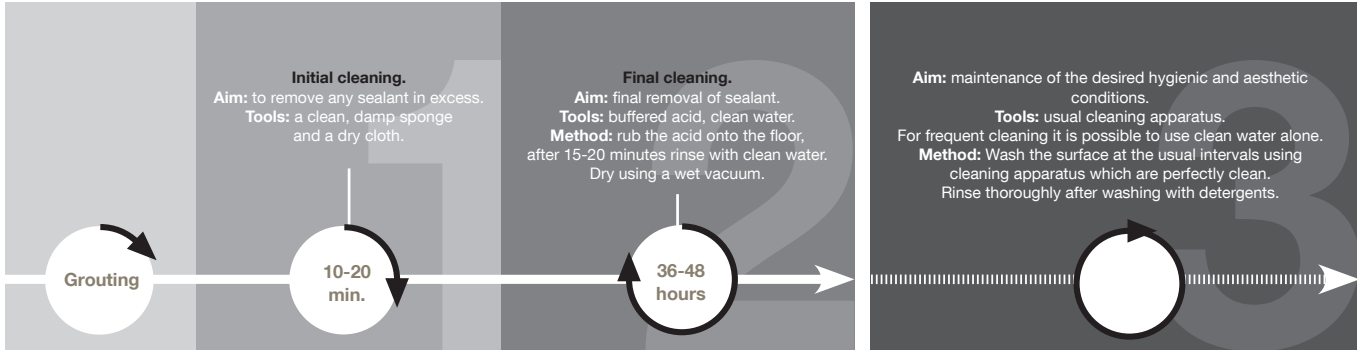 Grouting
1
Initial cleaning.
Aim: to remove any sealant in excess.
Tools: a clean, damp sponge
and a dry cloth.
10-20
min.
2
Final cleaning.
Aim: final removal of sealant.
Tools: buffered acid, clean water.
Method: rub the acid onto the floor,
after 15-20 minutes rinse with clean water.
Dry using a wet vacuum.
36-48
hours
3
Aim: maintenance of the desired hygienic and aesthetic
conditions.
Tools: usual cleaning apparatus.
For frequent cleaning it is possible to use clean water alone.
Method: Wash the surface at the usual intervals using
cleaning apparatus which are perfectly clean.
Rinse thoroughly after washing with detergents.